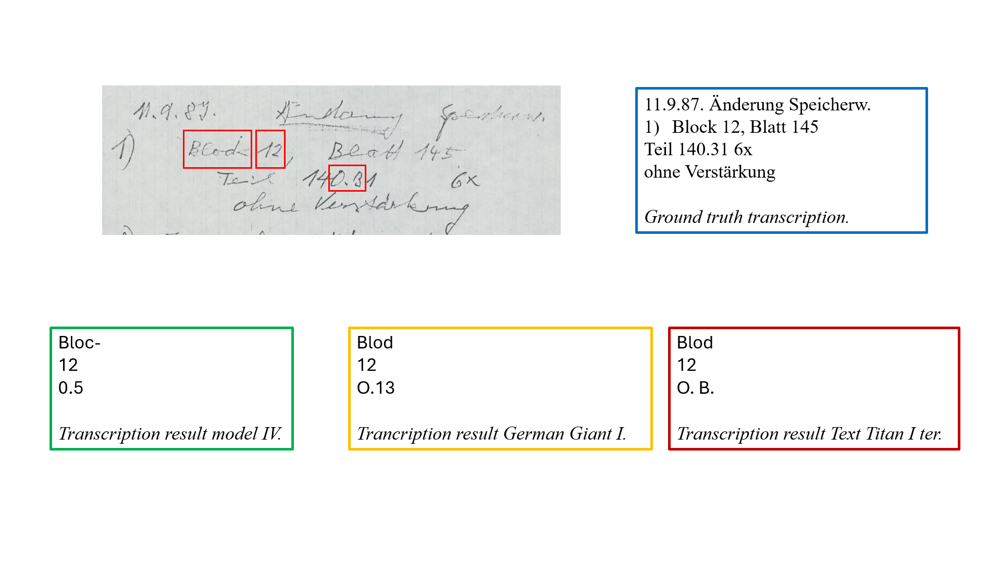 11.9.87. Änderung Speicherw.
1) Block 12, Blatt 145
Teil 140.31 6x
ohne Verstärkung
11.9.87. Änderung Speicherw.
1) Block 12, Blatt 145
Teil 140.31 6x
ohne Verstärkung
Ground truth transcription.
Bloc-
12
0.5
Transcription result model IV.
Blod
12
O.13
Trancription result German Giant I.
Blod
12
O. B.
Transcription result Text Titan I ter.